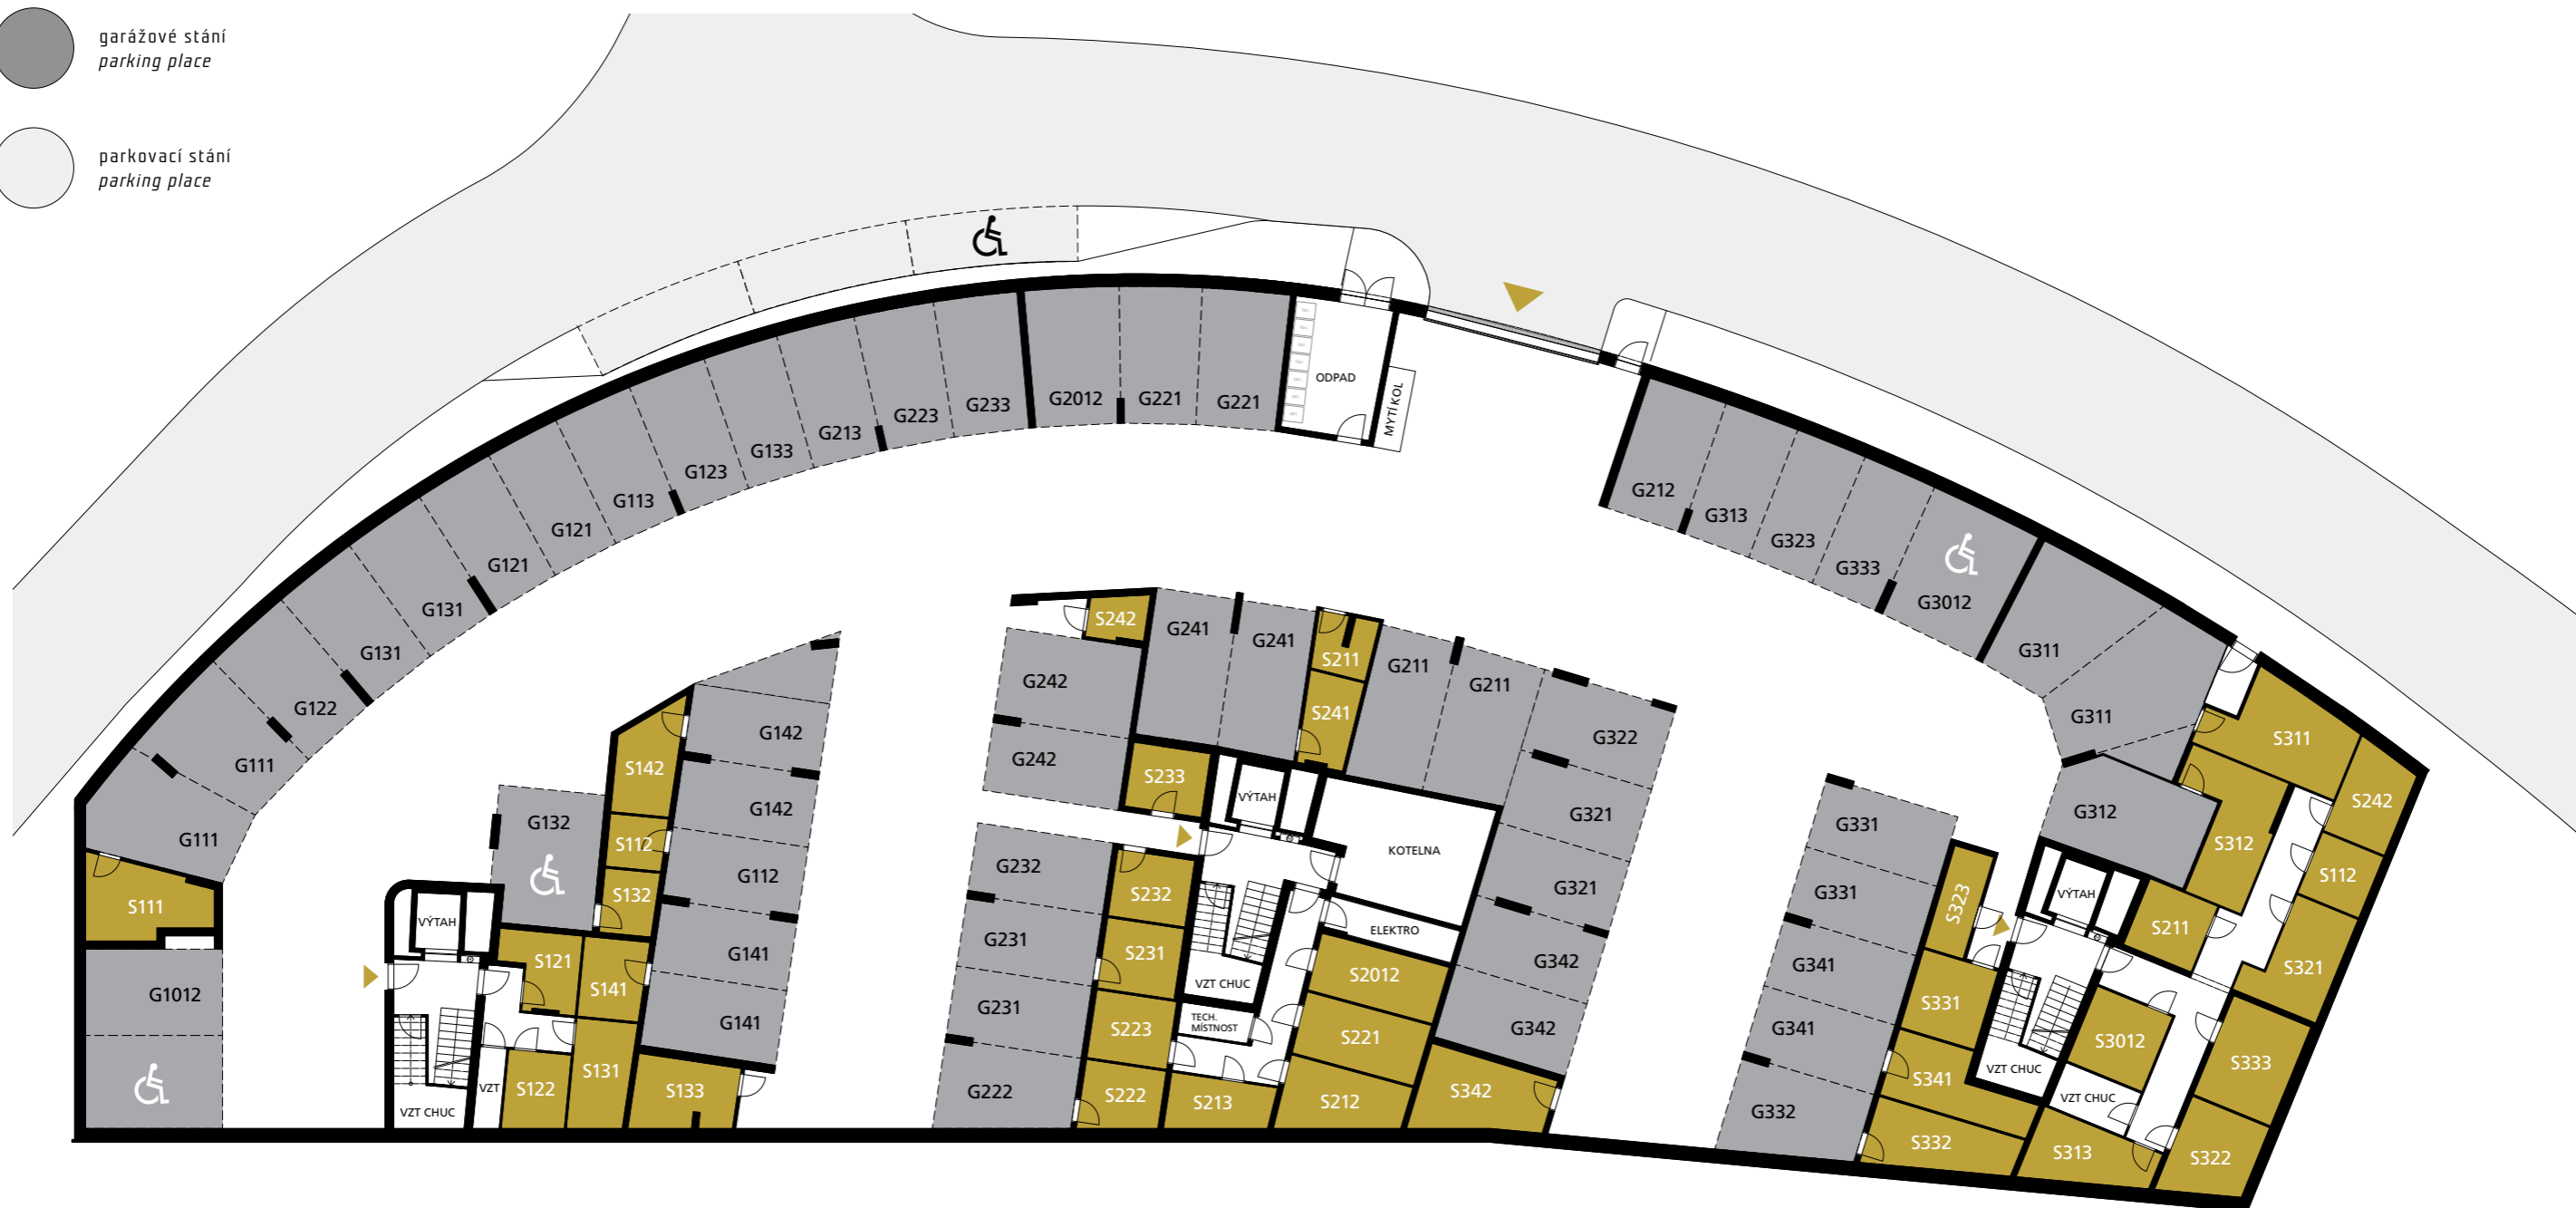 garážové stání
parking place
parkovací stání
parking place
G2012
G221
G221
ODPAD
MYTÍ KOL
G233
G223
G213
G133
G123
G113
G121
G121
G131
G131
G122
G111
G111
S111
G1012
G212
G313
G323
G333
G3012
G311
G311
G312
S311
S312
S242
S112
S211
S321
S333
S322
S3012
S313
VÝTAH
VZT CHUC
VZT CHUC
S323
S331
S341
S332
G331
G331
G341
G341
G332
S242
G241
G241
S211
S241
G211
G211
G242
G242
S233
VÝTAH
KOTELNA
ELEKTRO
G322
G321
G321
G342
G342
G232
G231
G231
G222
S232
S231
S223
S222
VZT CHUC
TECH.
MÍSTNOST
S213
S2012
S221
S212
S342
G142
G142
G112
G141
G141
S142
S112
S132
G132
VÝTAH
S121
S141
S131
S122
S133
VZT
VZT CHUC